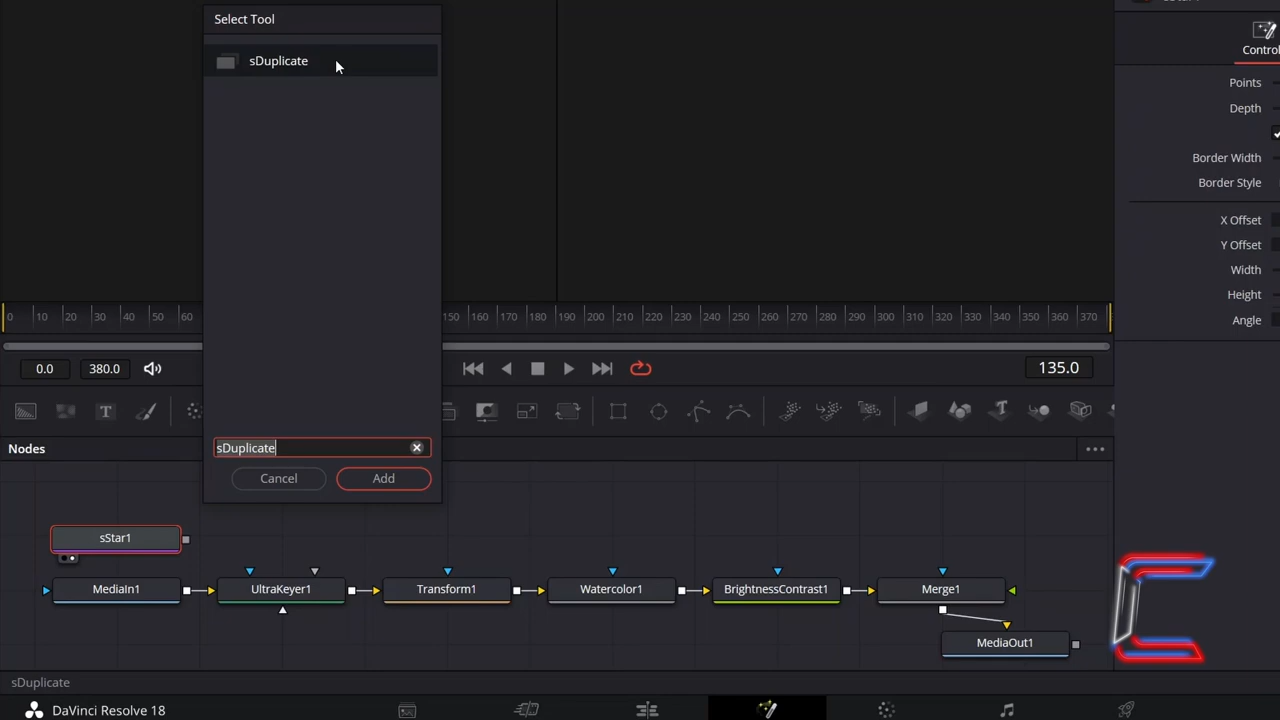 Select Tool
sStar1
sDuplicate
Control
Points
Depth
Border Width
Border Style
X Offset
Y Offset
Width
Height
Angle
0 10 20 30 40 50 60 150 160 170 180 190 200 210 220 230 240 250 260 270 280 290 300 310 320 330 340 350 360 370
0.0 380.0 135.0
T T
Nodes
sDuplicate
Cancel Add
sStar1
MediaIn1 UltraKeyer1 Transform1 Watercolor1 BrightnessContrast1 Merge1
MediaOut1
sDuplicate
DaVinci Resolve 18